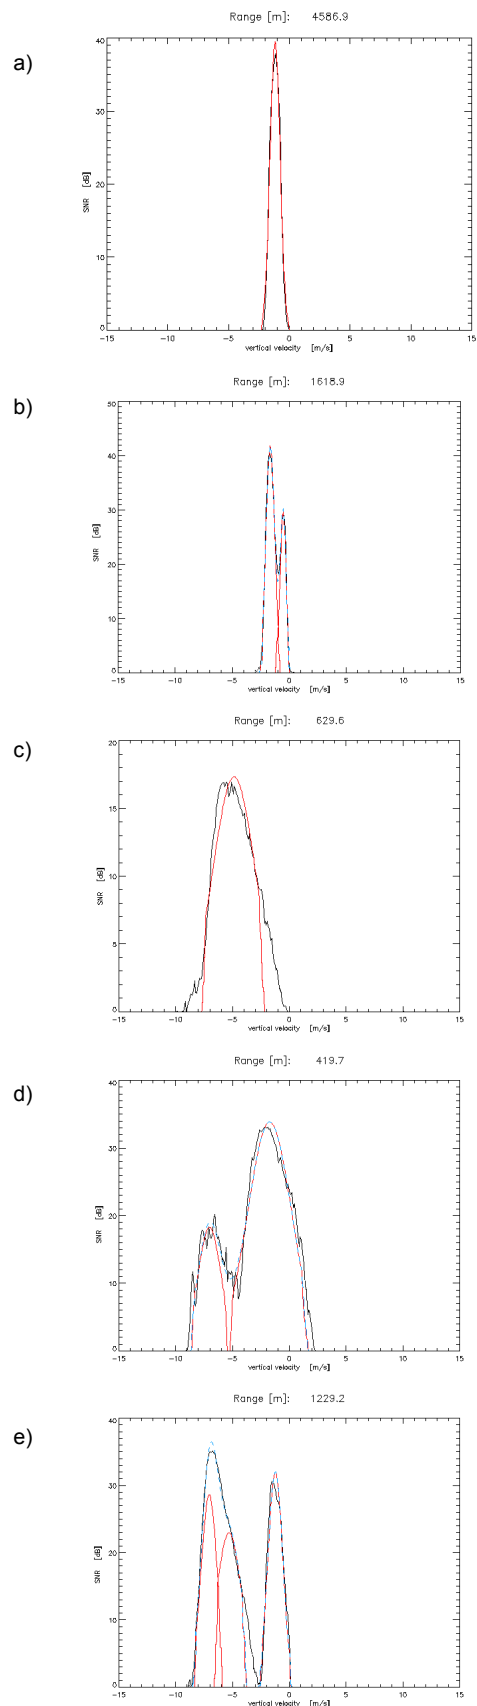 Range [m]: 4586.9
a)
40
30
20
10
0
SNR [dB]
-15 -10 -5 0 5 10 15
vertical velocity [m/s]
Range [m]: 1618.9
b)
50
40
30
20
10
0
SNR [dB]
-15 -10 -5 0 5 10 15
vertical velocity [m/s]
Range [m]: 629.6
c)
20
15
10
5
0
SNR [dB]
-15 -10 -5 0 5 10 15
vertical velocity [m/s]
Range [m]: 419.7
d)
40
30
20
10
0
SNR [dB]
-15 -10 -5 0 5 10 15
vertical velocity [m/s]
Range [m]: 1229.2
e)
40
30
20
10
0
SNR [dB]
-15 -10 -5 0 5 10 15
vertical velocity [m/s]